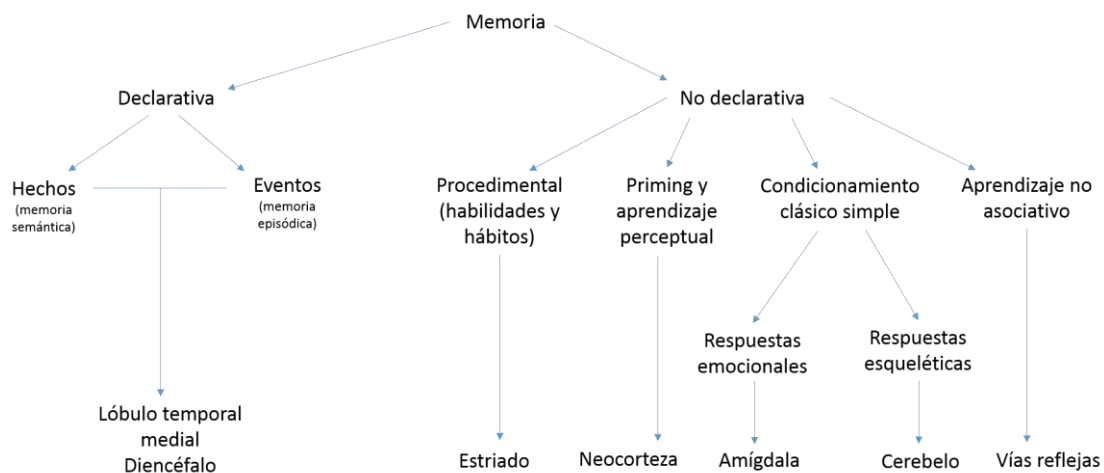 Memoria
Declarativa
No declarativa
Hechos
(memoria
semántica)
Eventos
(memoria
episódica)
Procedimental
(habilidades y
hábitos)
Priming y
aprendizaje
perceptual
Condicionamiento
clásico simple
Aprendizaje no
asociativo
Respuestas
emocionales
Respuestas
esqueléticas
Lóbulo temporal
medial
Diencéfalo
Estriado
Neocorteza
Amígdala
Cerebelo
Vías reflejas